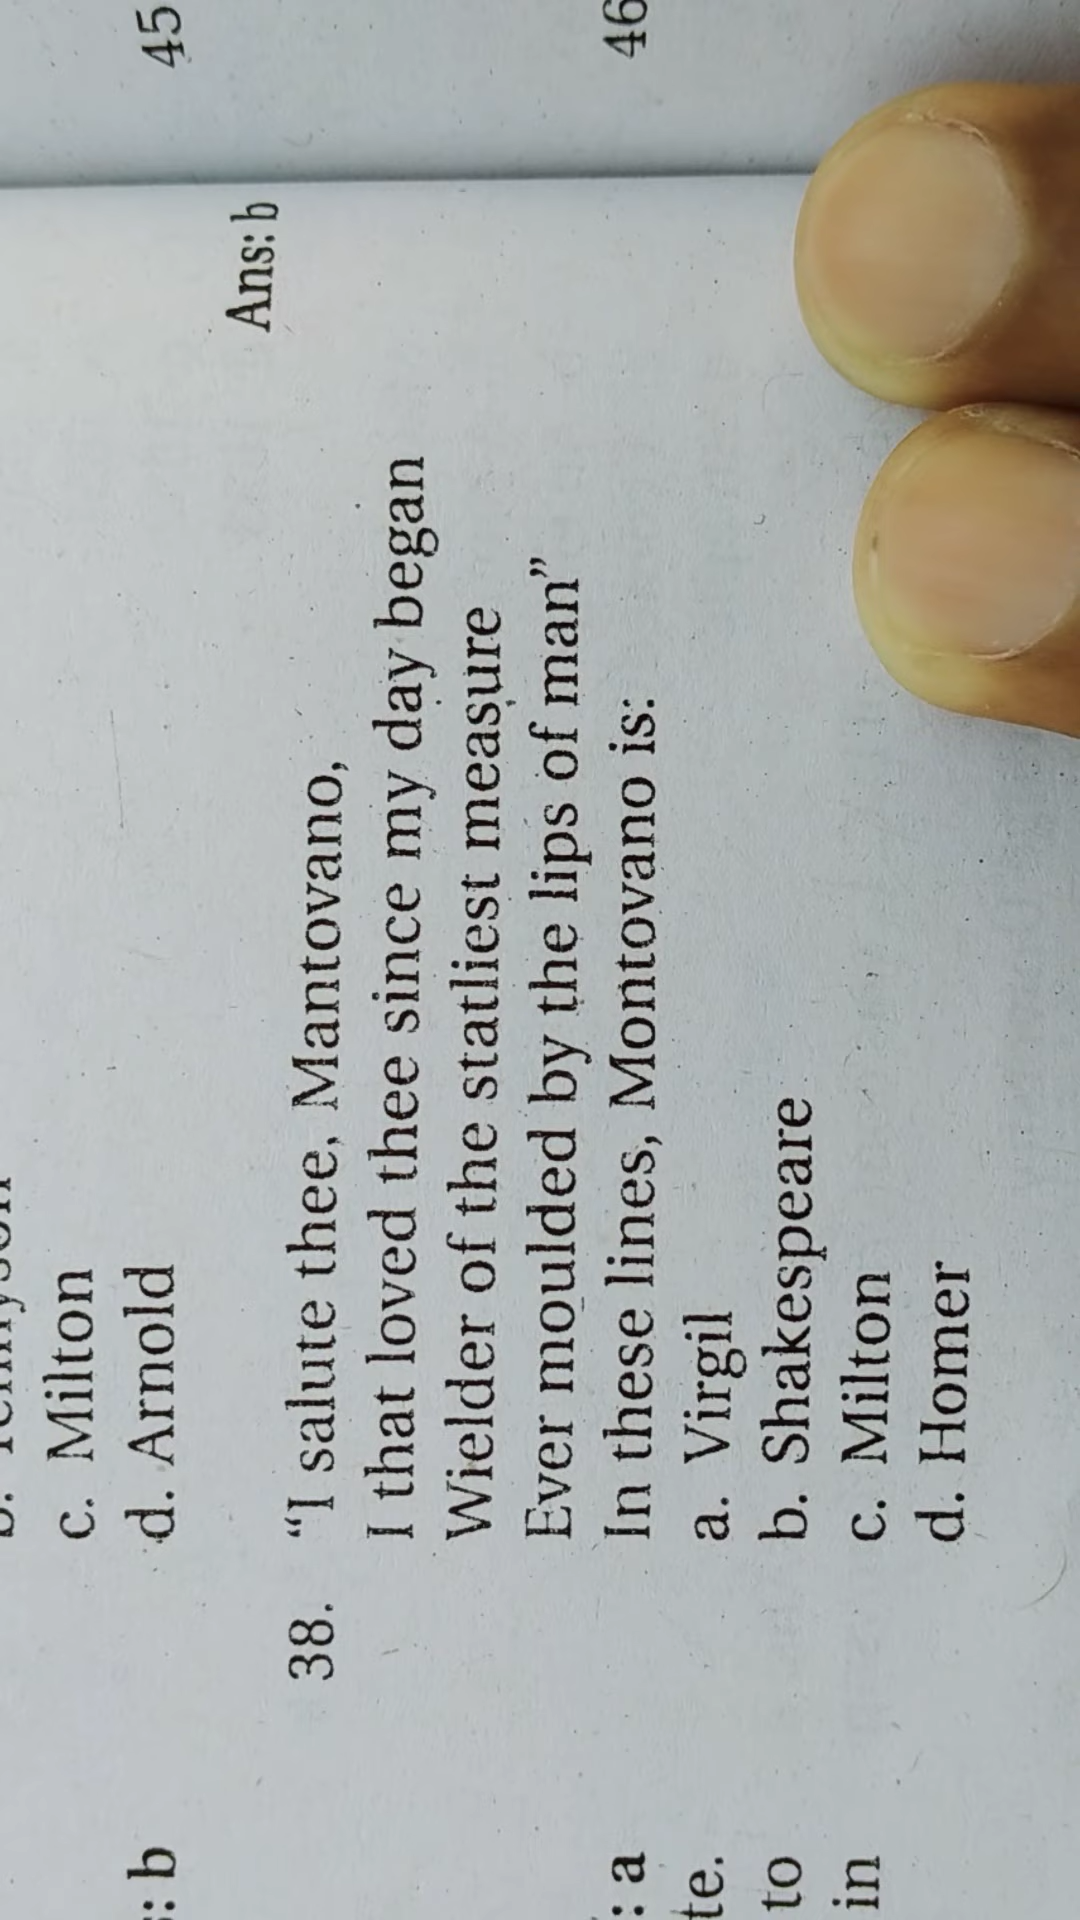 c. Milton
d. Arnold
Ans: b
38. “I salute thee, Mantovano,
I that loved thee since my day began
Wielder of the statliest measure
Ever moulded by the lips of man”
In these lines, Montovano is:
a. Virgil
b. Shakespeare
c. Milton
d. Homer
: b
: a
te.
to
in
45
46